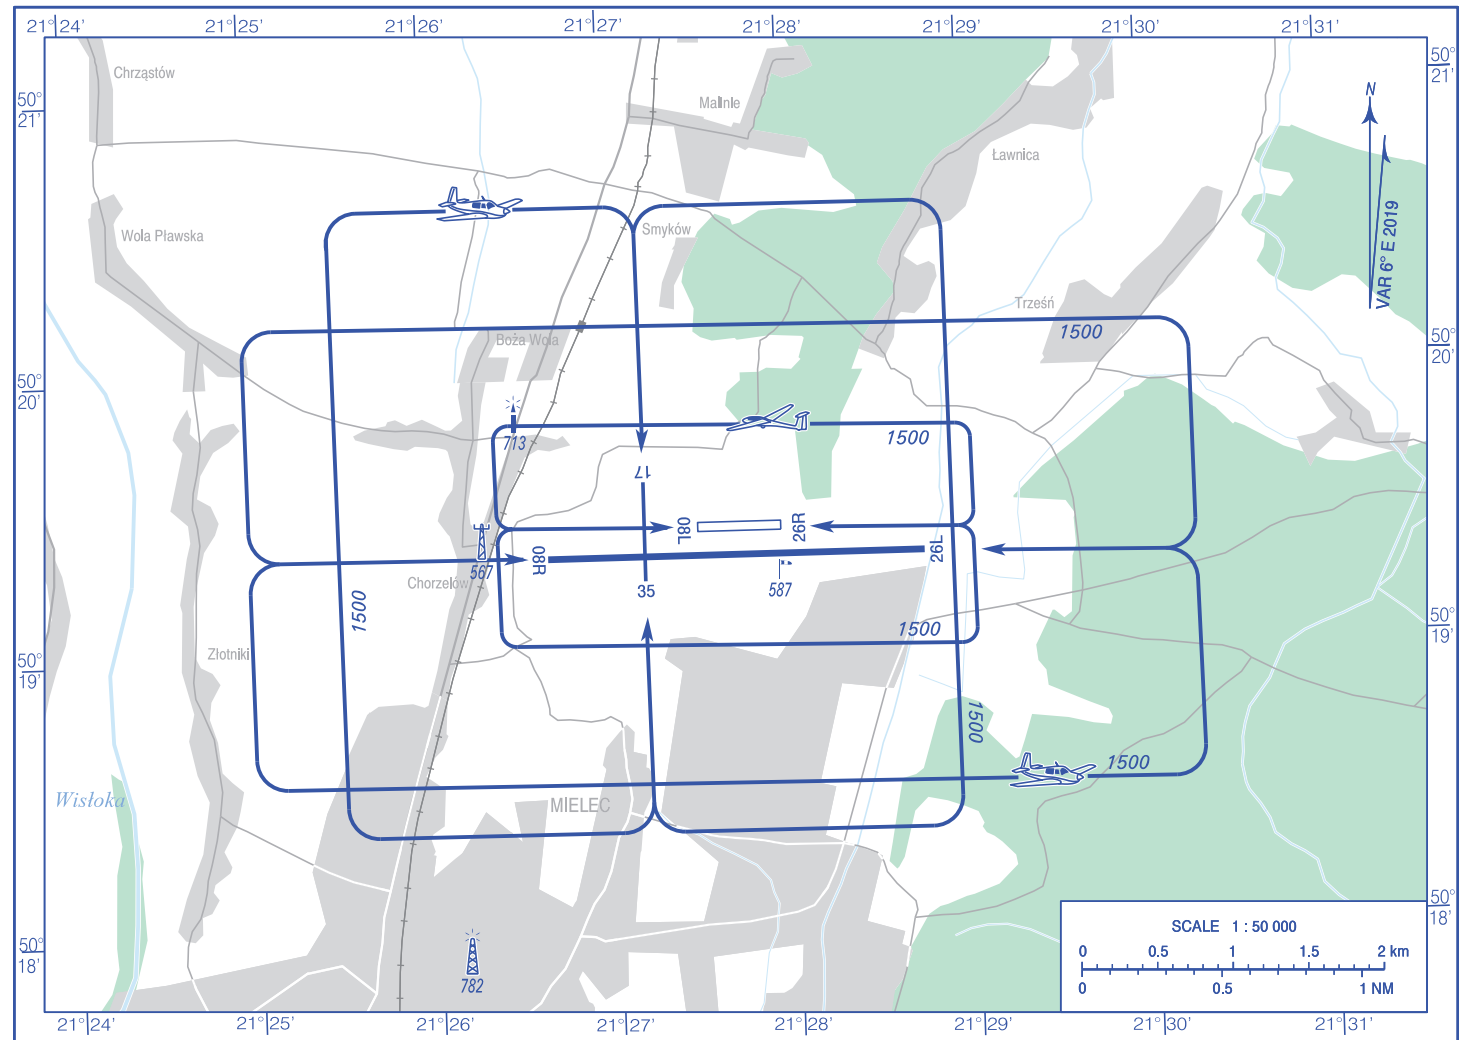 21°24' 21°25' 21°26' 21°27' 21°28' 21°29' 21°30' 21°31'
50°
21'
50°
21'
Chrząstów
Malinie
N
Ławnica
VAR 6° E 2019
Wola Pławska
Smyków
Trześń
1500
Boża Wola
50°
20'
50°
20'
713
1500
17
08L
26R
08R
26L
567
587
35
Chorzelów
1500
1500
50°
19'
Złotniki
50°
19'
1500
1500
Wisłoka
MIELEC
50°
18'
SCALE 1 : 50 000
0 0.5 1 1.5 2 km
0 0.5 1 NM
50°
18'
782
21°24' 21°25' 21°26' 21°27' 21°28' 21°29' 21°30' 21°31'